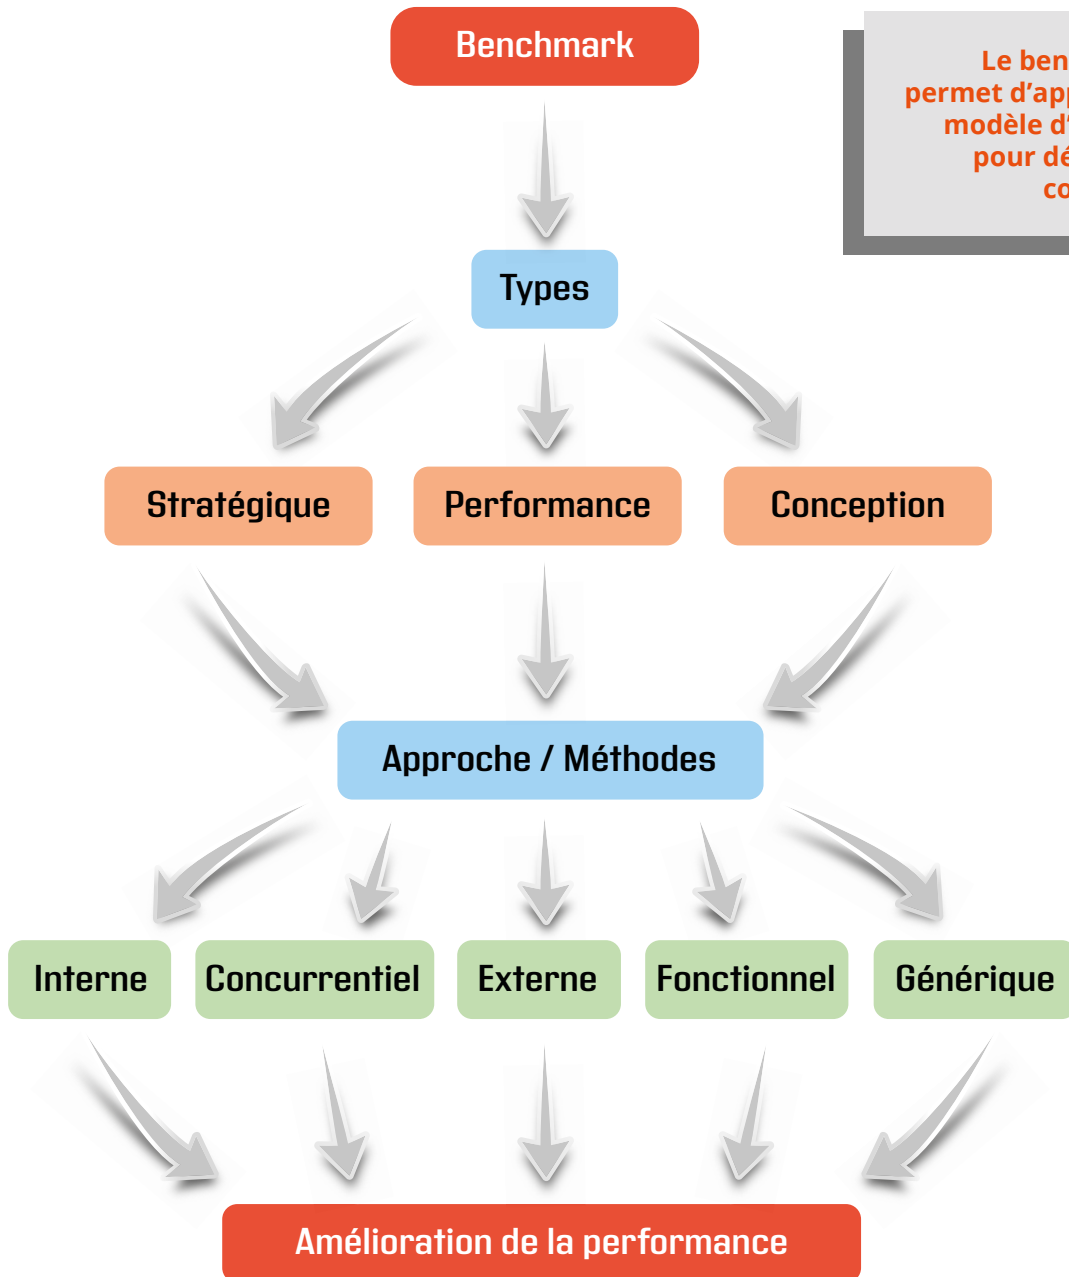 Benchmark
Le ben
permet d'app
modèle d'
pour dé
co
Types
Stratégique
Performance
Conception
Approche / Méthodes
Interne
Concurrentiel
Externe
Fonctionnel
Générique
Amélioration de la performance